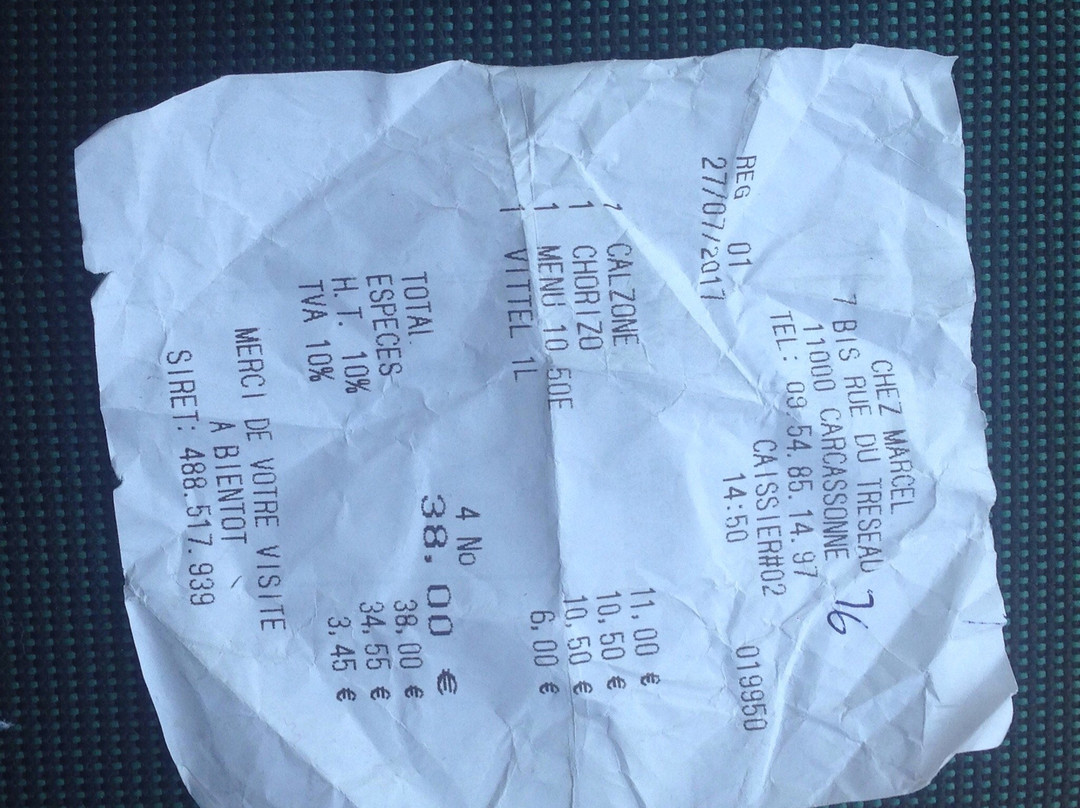 CHEZ MARCEL
7 BIS RUE DU TRESEAU
11000 CARCASSONNE
76
TEL: 09.54.85.14.97
REG 01 CAISSIER#02 019950
27/07/2017 14:50
1 CALZONE 11,00 €
1 CHORIZO 10,50 €
1 MENU 10 50E 10,50 €
1 VITTEL 1L 6,00 €
4 No
TOTAL 38,00 €
ESPECES 38,00 €
H.T. 10% 34,55 €
TVA 10% 3,45 €
MERCI DE VOTRE VISITE
A BIENTOT
SIRET: 488.517.939